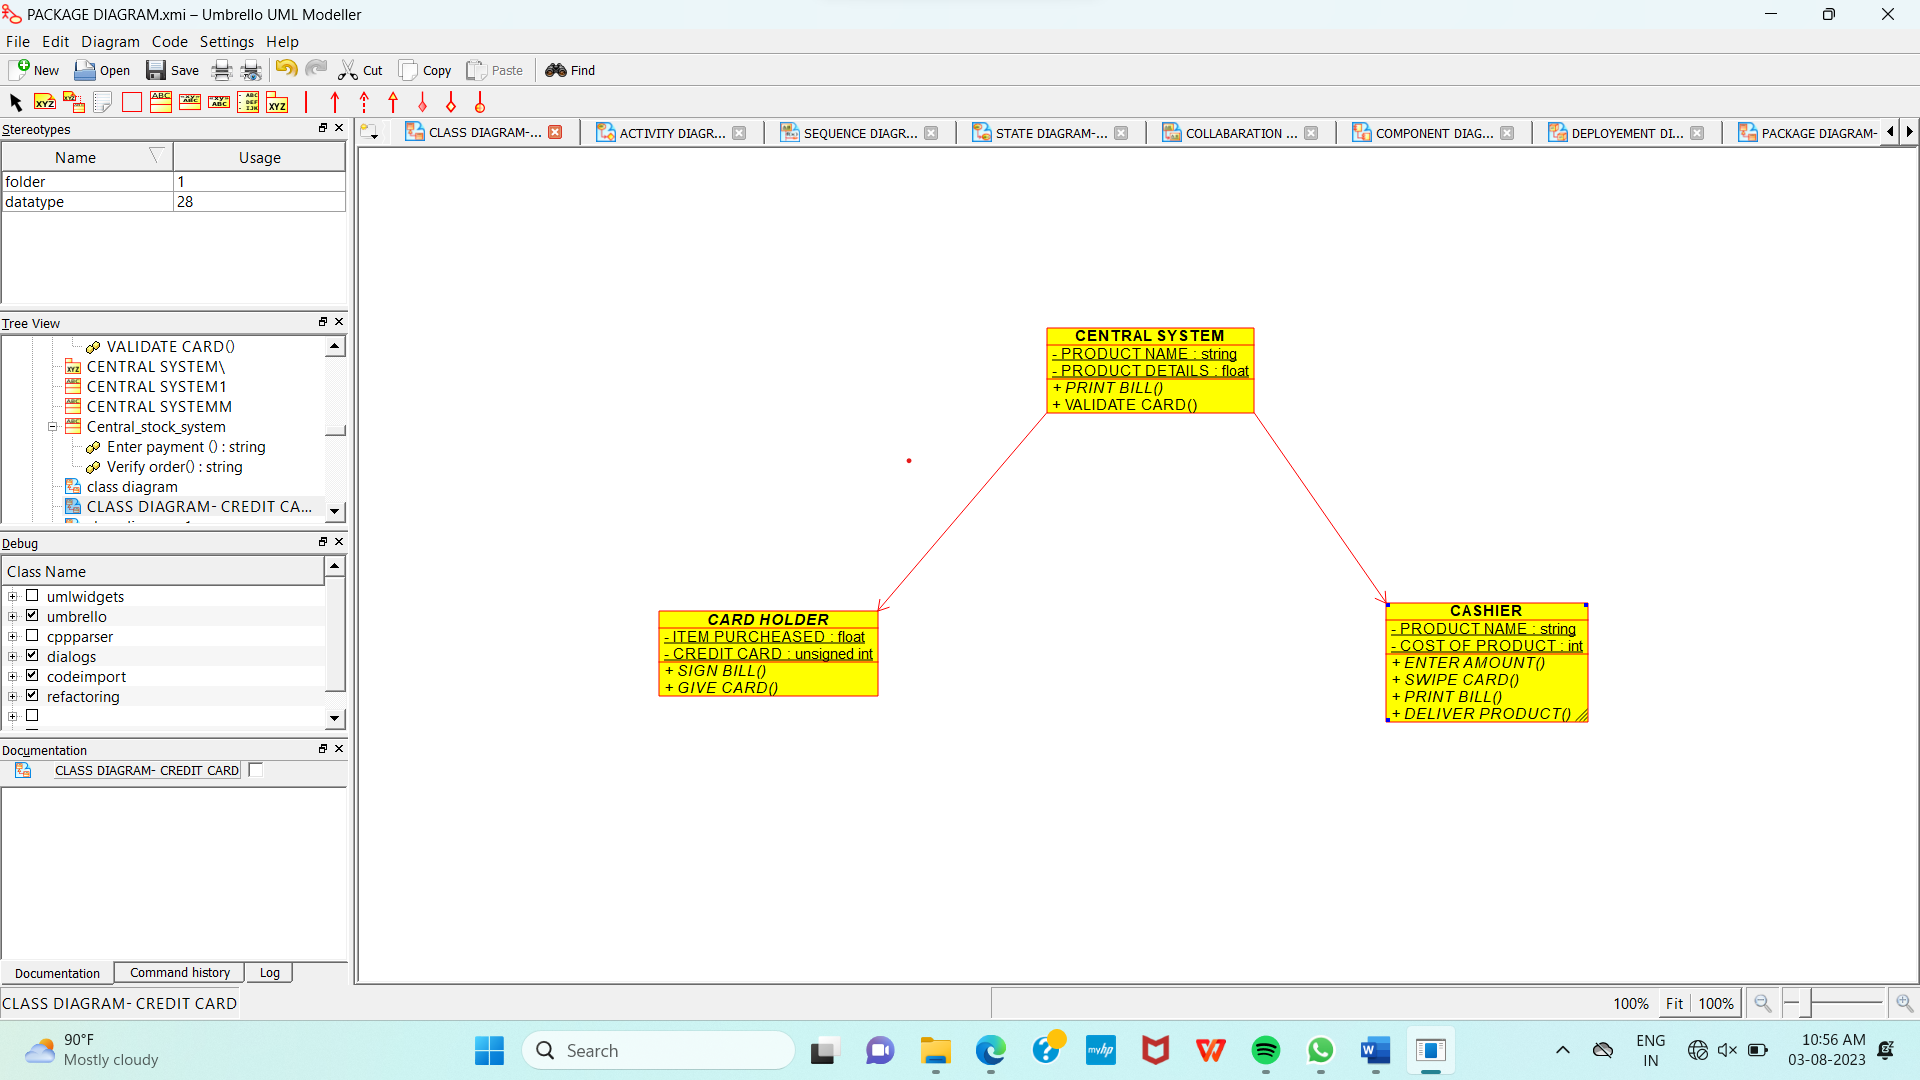 PACKAGE DIAGRAM.xmi – Umbrello UML Modeller
File Edit Diagram Code Settings Help
New Open Save Cut Copy Paste Find
Stereotypes
Name Usage
folder 1
datatype 28
Tree View
VALIDATE CARD()
CENTRAL SYSTEM\
CENTRAL SYSTEM1
CENTRAL SYSTEMM
Central_stock_system
Enter payment () : string
Verify order() : string
class diagram
CLASS DIAGRAM- CREDIT CA...
Debug
Class Name
umlwidgets
umbrello
cppparser
dialogs
codeimport
refactoring
Documentation
CLASS DIAGRAM- CREDIT CARD
Documentation Command history Log
CLASS DIAGRAM-... ACTIVITY DIAGR... SEQUENCE DIAGR... STATE DIAGRAM-... COLLABARATION ... COMPONENT DIAG... DEPLOYEMENT DI... PACKAGE DIAGRAM-
CENTRAL SYSTEM
- PRODUCT NAME : string
- PRODUCT DETAILS : float
+ PRINT BILL()
+ VALIDATE CARD()
CARD HOLDER
- ITEM PURCHEASED : float
- CREDIT CARD : unsigned int
+ SIGN BILL()
+ GIVE CARD()
CASHIER
- PRODUCT NAME : string
- COST OF PRODUCT : int
+ ENTER AMOUNT()
+ SWIPE CARD()
+ PRINT BILL()
+ DELIVER PRODUCT()
CLASS DIAGRAM- CREDIT CARD
100% Fit 100%
90°F
Mostly cloudy
Search
ENG
IN
10:56 AM
03-08-2023